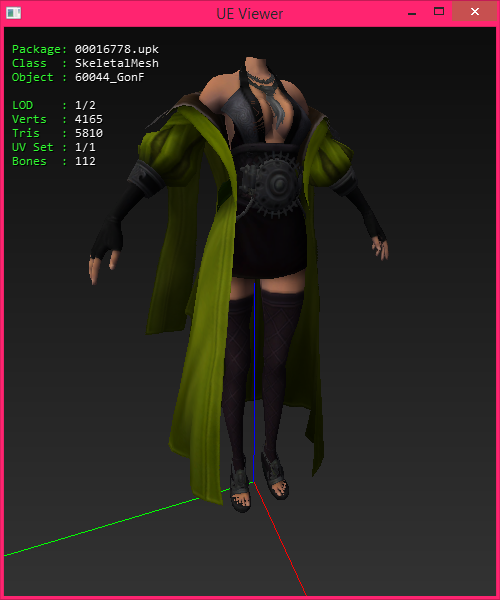 UE Viewer
Package: 00016778.upk
Class : SkeletalMesh
Object : 60044_GonF
LOD : 1/2
Verts : 4165
Tris : 5810
UV Set : 1/1
Bones : 112